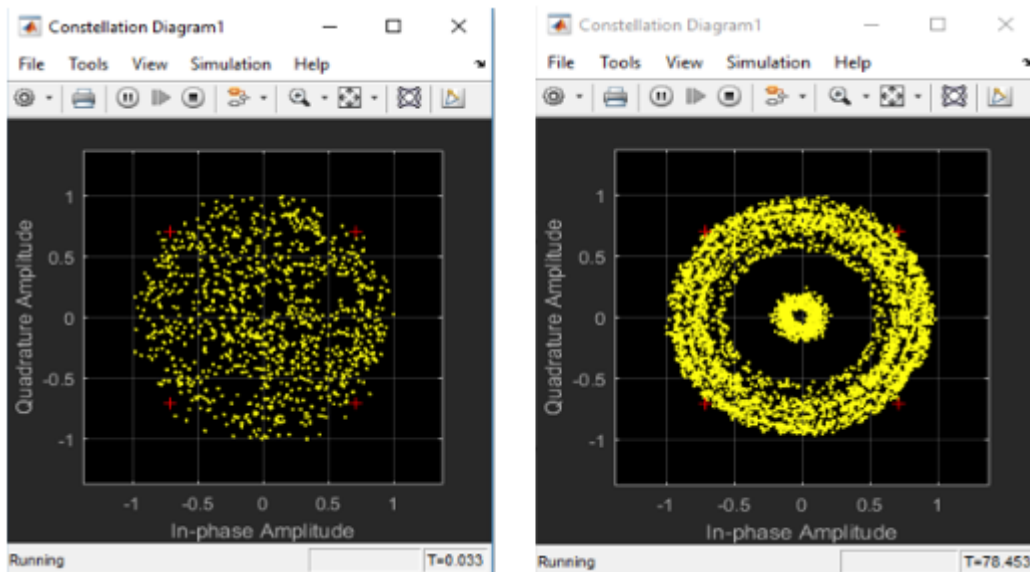 Constellation Diagram1
File Tools View Simulation Help
1
0.5
0
-0.5
-1
Quadrature Amplitude
-1 -0.5 0 0.5 1
In-phase Amplitude
Running T=0.033
Constellation Diagram1
File Tools View Simulation Help
1
0.5
0
-0.5
-1
Quadrature Amplitude
-1 -0.5 0 0.5 1
In-phase Amplitude
Running T=78.453